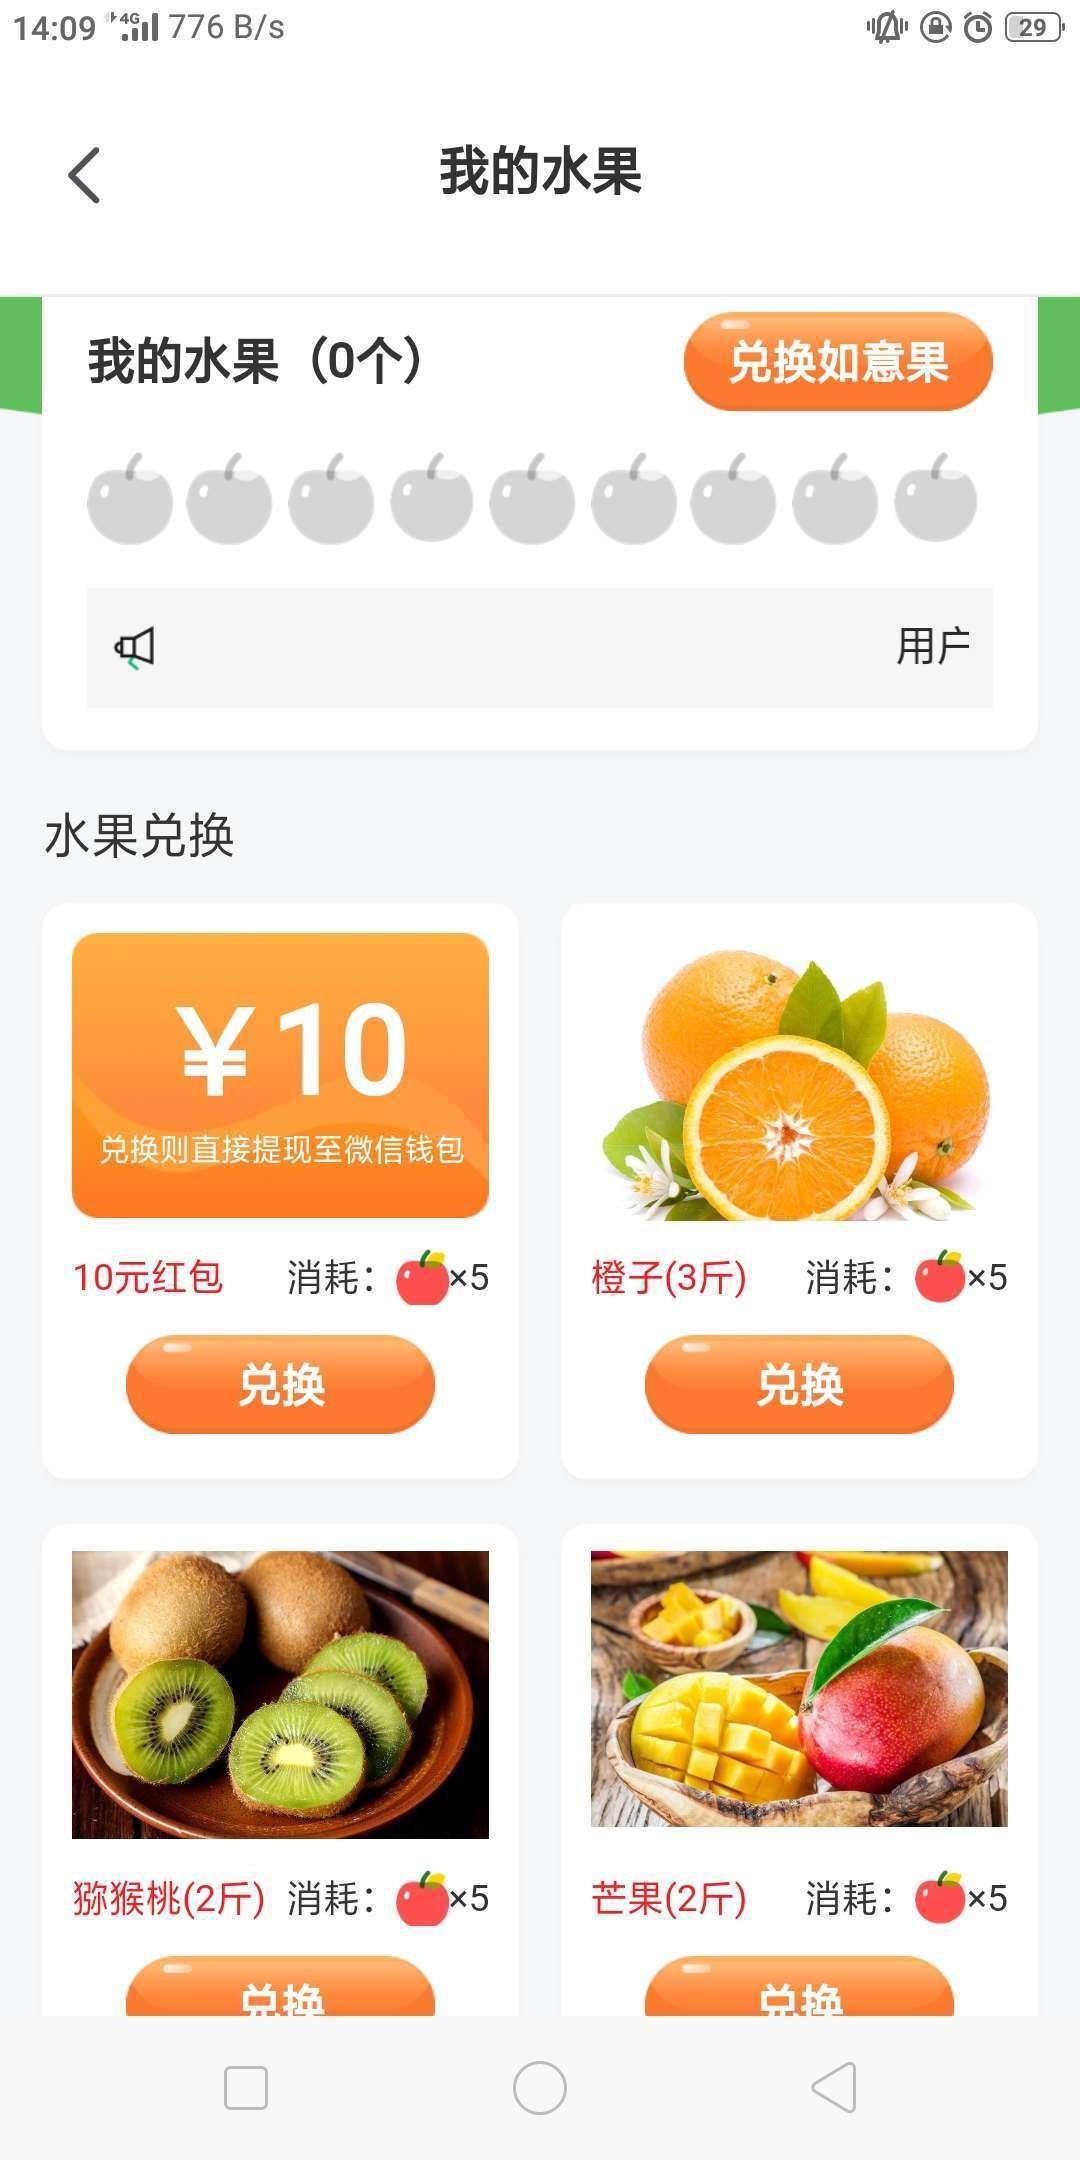 14:09 4G 776 B/s 29
我的水果
我的水果（0个）
兑换如意果
用户
水果兑换
¥10
兑换则直接提现至微信钱包
10元红包 消耗：×5
兑换
橙子(3斤) 消耗：×5
兑换
猕猴桃(2斤) 消耗：×5
兑换
芒果(2斤) 消耗：×5
兑换